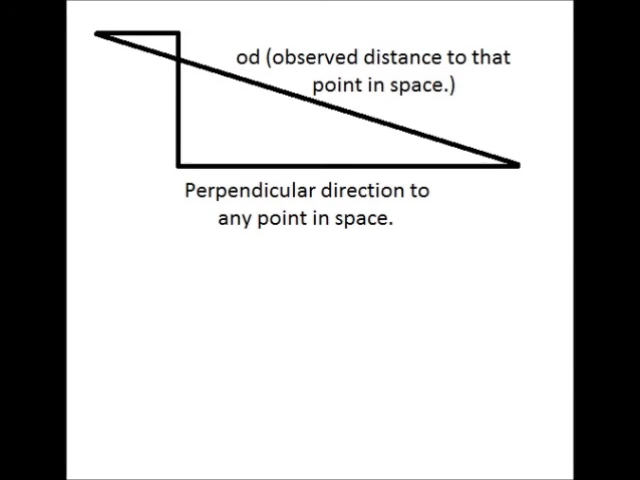 od (observed distance to that
point in space.)
Perpendicular direction to
any point in space.